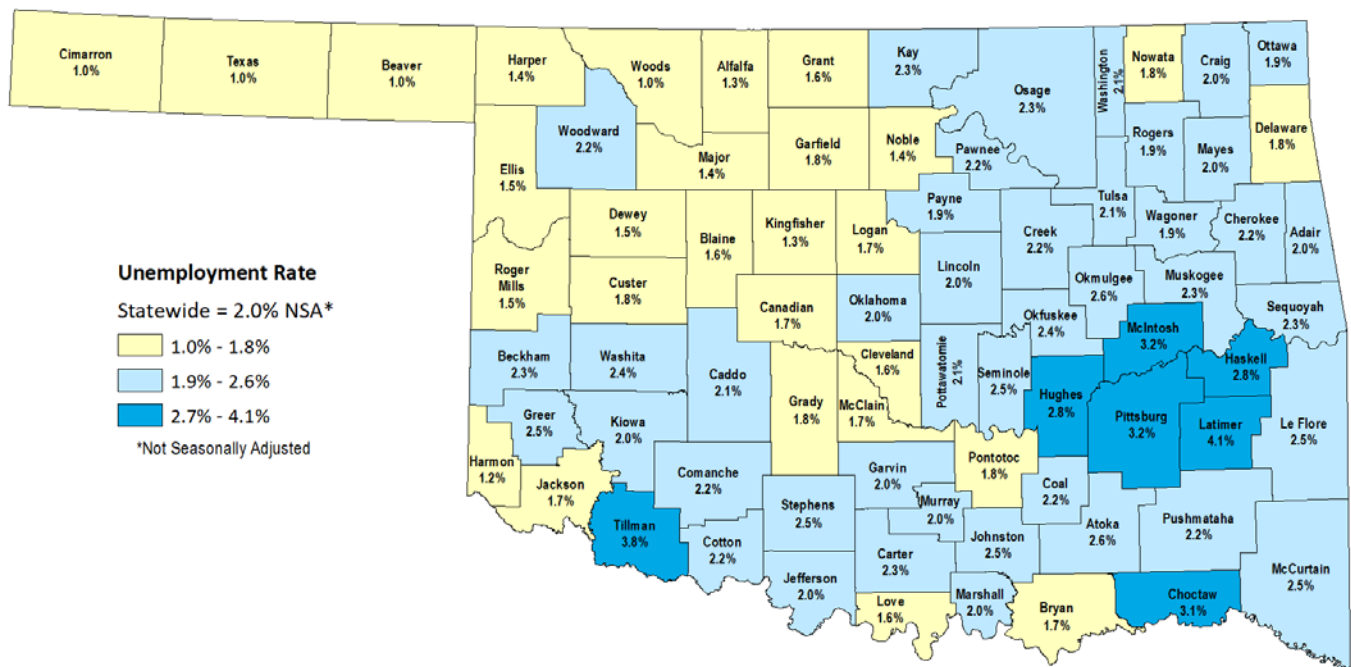 Cimarron
1.0%
Texas
1.0%
Beaver
1.0%
Harper
1.4%
Woods
1.0%
Alfalfa
1.3%
Grant
1.6%
Kay
2.3%
Osage
2.3%
Washington
2.1%
Nowata
1.8%
Craig
2.0%
Ottawa
1.9%
Woodward
2.2%
Ellis
1.5%
Major
1.4%
Garfield
1.8%
Noble
1.4%
Pawnee
2.2%
Rogers
1.9%
Mayes
2.0%
Delaware
1.8%
Dewey
1.5%
Blaine
1.6%
Kingfisher
1.3%
Logan
1.7%
Payne
1.9%
Creek
2.2%
Tulsa
2.1%
Wagoner
1.9%
Cherokee
2.2%
Adair
2.0%
Roger
Mills
1.5%
Custer
1.8%
Canadian
1.7%
Oklahoma
2.0%
Lincoln
2.0%
Okfuskee
2.4%
Okmulgee
2.6%
Muskogee
2.3%
Sequoyah
2.3%
Unemployment Rate
Statewide = 2.0% NSA*
1.0% - 1.8%
1.9% - 2.6%
2.7% - 4.1%
*Not Seasonally Adjusted
Beckham
2.3%
Washita
2.4%
Caddo
2.1%
Grady
1.8%
Cleveland
1.6%
McClain
1.7%
Pottawatomie
2.1%
Seminole
2.5%
Hughes
2.8%
McIntosh
3.2%
Haskell
2.8%
Pittsburg
3.2%
Latimer
4.1%
Le Flore
2.5%
Greer
2.5%
Kiowa
2.0%
Harmon
1.2%
Jackson
1.7%
Tillman
3.8%
Comanche
2.2%
Cotton
2.2%
Stephens
2.5%
Jefferson
2.0%
Garvin
2.0%
Murray
2.0%
Pontotoc
1.8%
Coal
2.2%
Carter
2.3%
Johnston
2.5%
Atoka
2.6%
Pushmataha
2.2%
McCurtain
2.5%
Love
1.6%
Marshall
2.0%
Bryan
1.7%
Choctaw
3.1%